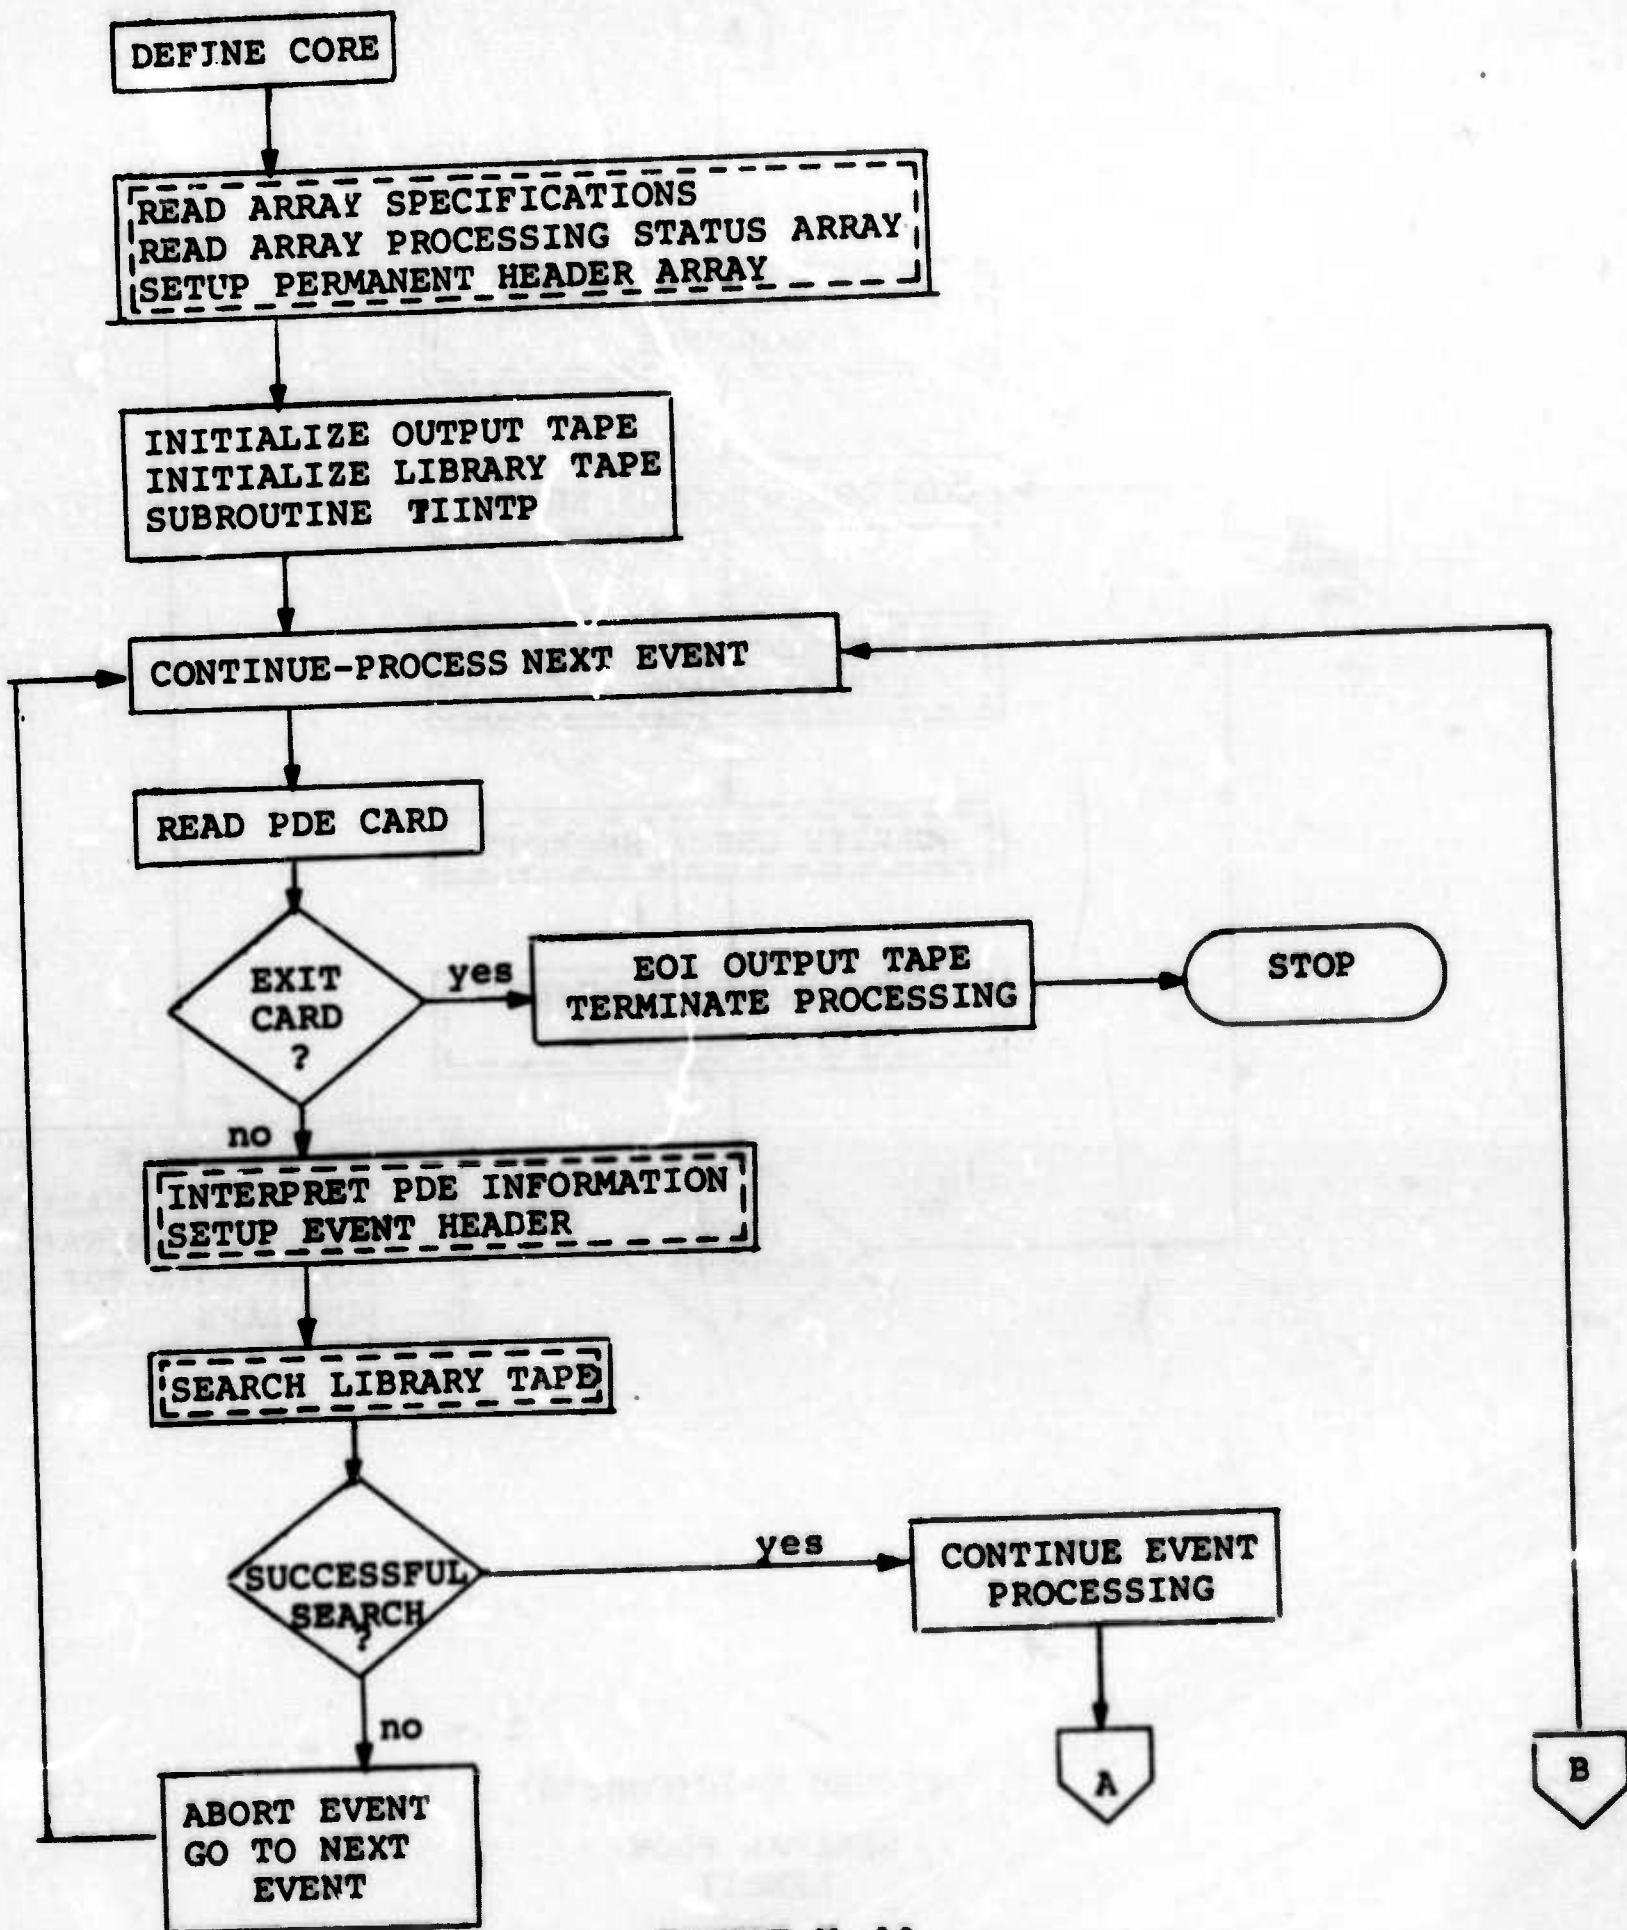 DEFINE CORE
READ ARRAY SPECIFICATIONS
READ ARRAY PROCESSING STATUS ARRAY
SETUP PERMANENT HEADER ARRAY
INITIALIZE OUTPUT TAPE
INITIALIZE LIBRARY TAPE
SUBROUTINE TIINTP
CONTINUE-PROCESS NEXT EVENT
READ PDE CARD
EXIT
CARD
?
yes
EOI OUTPUT TAPE
TERMINATE PROCESSING
STOP
no
INTERPRET PDE INFORMATION
SETUP EVENT HEADER
SEARCH LIBRARY TAPE
SUCCESSFUL
SEARCH
?
yes
CONTINUE EVENT
PROCESSING
no
A
B
ABORT EVENT
GO TO NEXT
EVENT